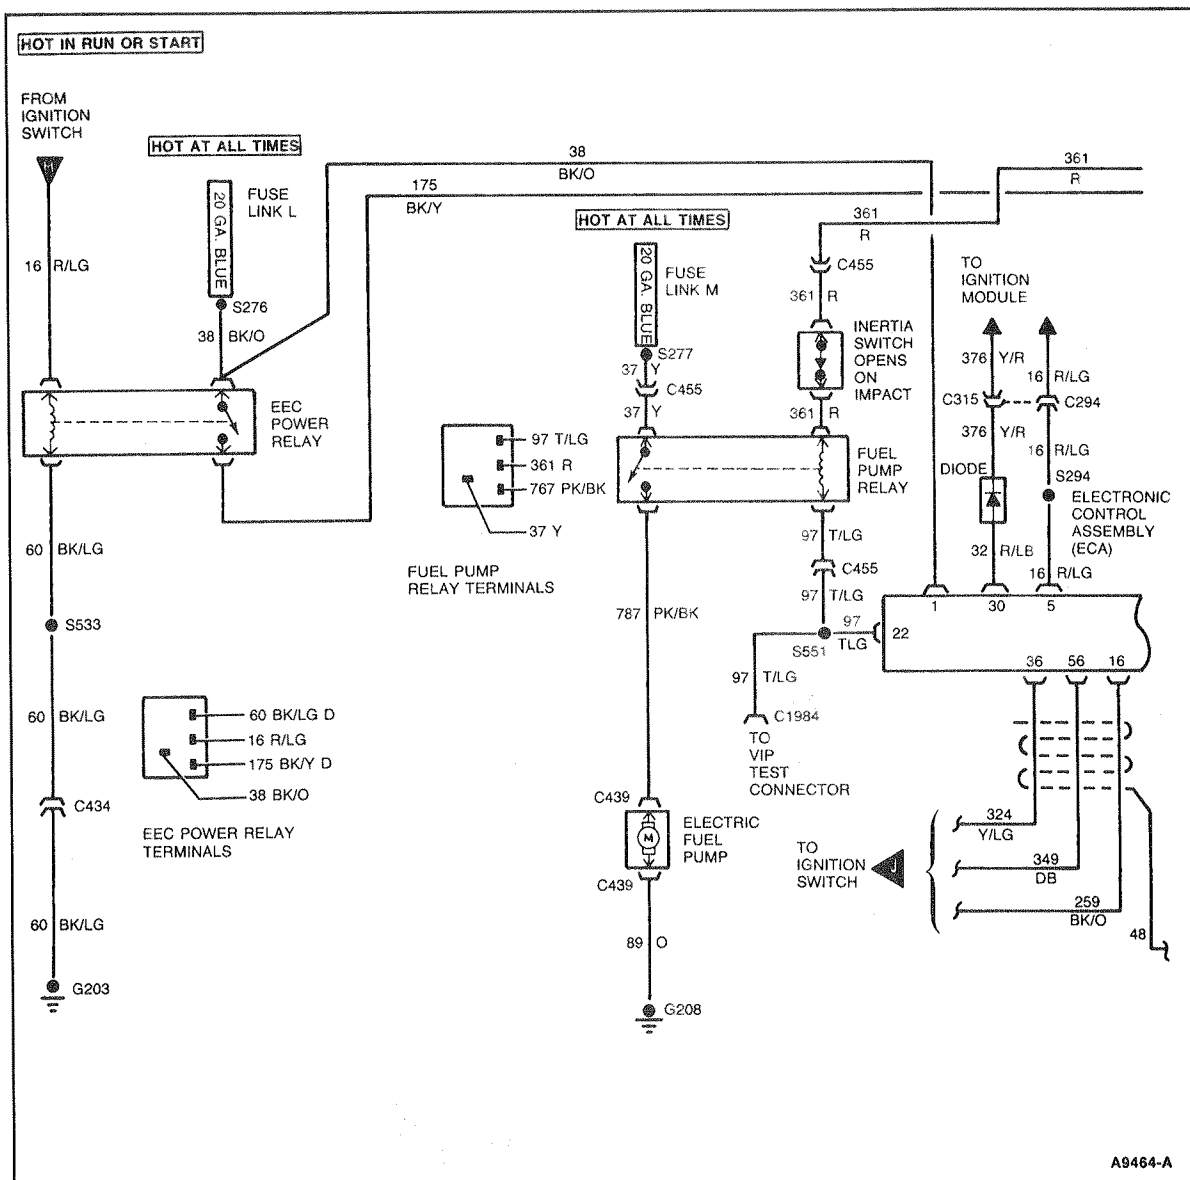 HOT IN RUN OR START
FROM
IGNITION
SWITCH
H
HOT AT ALL TIMES
20 GA. BLUE
FUSE
LINK L
S276
38 BK/O
16 R/LG
38
BK/O
175
BK/Y
361
R
HOT AT ALL TIMES
20 GA. BLUE
FUSE
LINK M
361
R
C455
361 R
TO
IGNITION
MODULE
S277
37 Y
C455
37 Y
INERTIA
SWITCH
OPENS
ON
IMPACT
361 R
376 Y/R
16 R/LG
C315
C294
376 Y/R
16 R/LG
EEC
POWER
RELAY
97 T/LG
361 R
767 PK/BK
37 Y
FUEL PUMP
RELAY TERMINALS
FUEL
PUMP
RELAY
DIODE
S294
ELECTRONIC
CONTROL
ASSEMBLY
(ECA)
97 T/LG
C455
97 T/LG
32 R/LB
16 R/LG
1 30 5
60 BK/LG
S533
787 PK/BK
S551
97
TLG
22
36 56 16
97 T/LG
C1984
TO
VIP
TEST
CONNECTOR
60 BK/LG
60 BK/LG D
16 R/LG
175 BK/Y D
38 BK/O
EEC POWER RELAY
TERMINALS
C434
C439
M
ELECTRIC
FUEL
PUMP
C439
TO
IGNITION
SWITCH
J
324
Y/LG
349
DB
259
BK/O
48
60 BK/LG
89 O
G203
G208
A9464-A